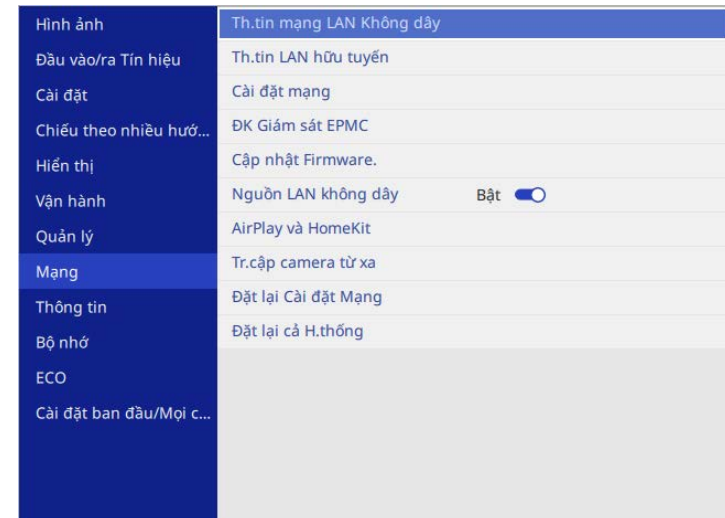 Hình ảnh
Đầu vào/ra Tín hiệu
Cài đặt
Chiếu theo nhiều hướ...
Hiển thị
Vận hành
Quản lý
Mạng
Thông tin
Bộ nhớ
ECO
Cài đặt ban đầu/Mọi c...
Th.tin mạng LAN Không dây
Th.tin LAN hữu tuyến
Cài đặt mạng
ĐK Giám sát EPMC
Cập nhật Firmware.
Nguồn LAN không dây Bật
AirPlay và HomeKit
Tr.cập camera từ xa
Đặt lại Cài đặt Mạng
Đặt lại cả H.thống